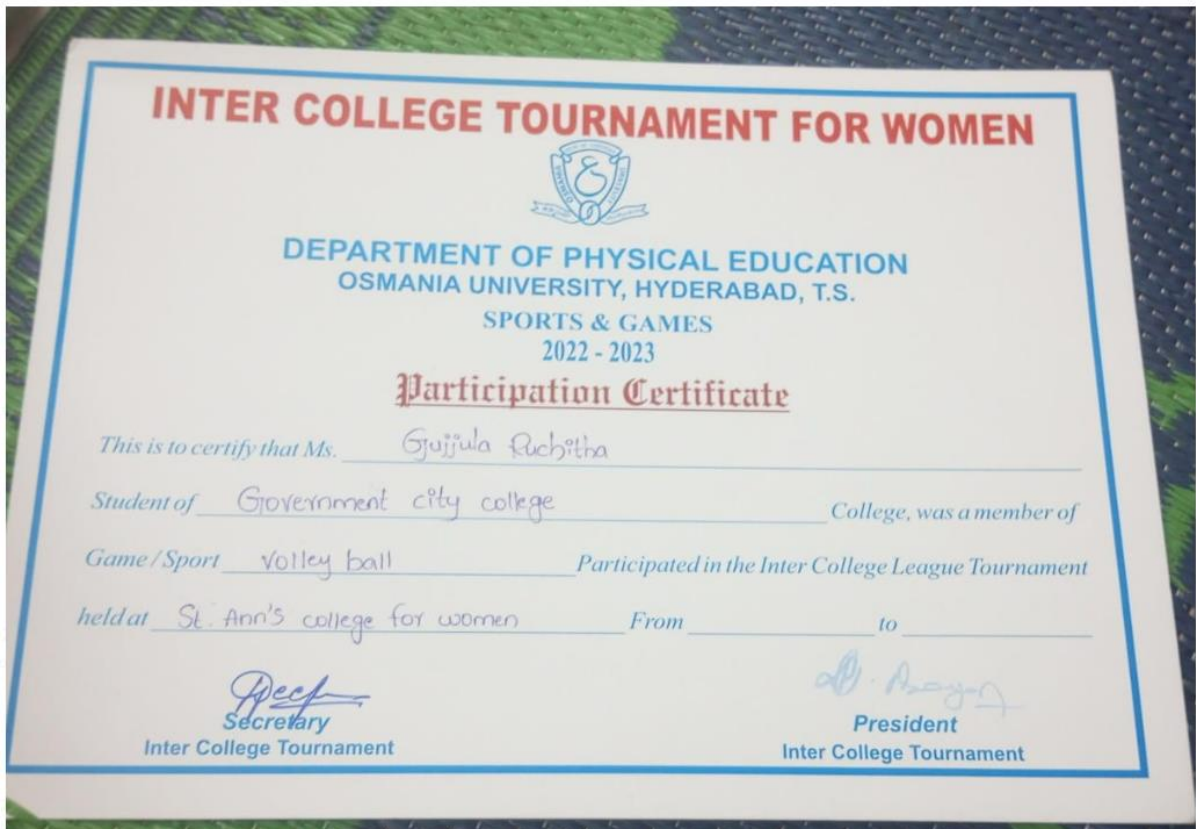 INTER COLLEGE TOURNAMENT FOR WOMEN
DEPARTMENT OF PHYSICAL EDUCATION
OSMANIA UNIVERSITY, HYDERABAD, T.S.
SPORTS & GAMES
2022 - 2023
Participation Certificate
This is to certify that Ms. Gujjula Ruchitha
Student of Government city college College, was a member of
Game / Sport Volley ball Participated in the Inter College League Tournament
held at St. Ann's college for women From to
Secretary President
Inter College Tournament Inter College Tournament